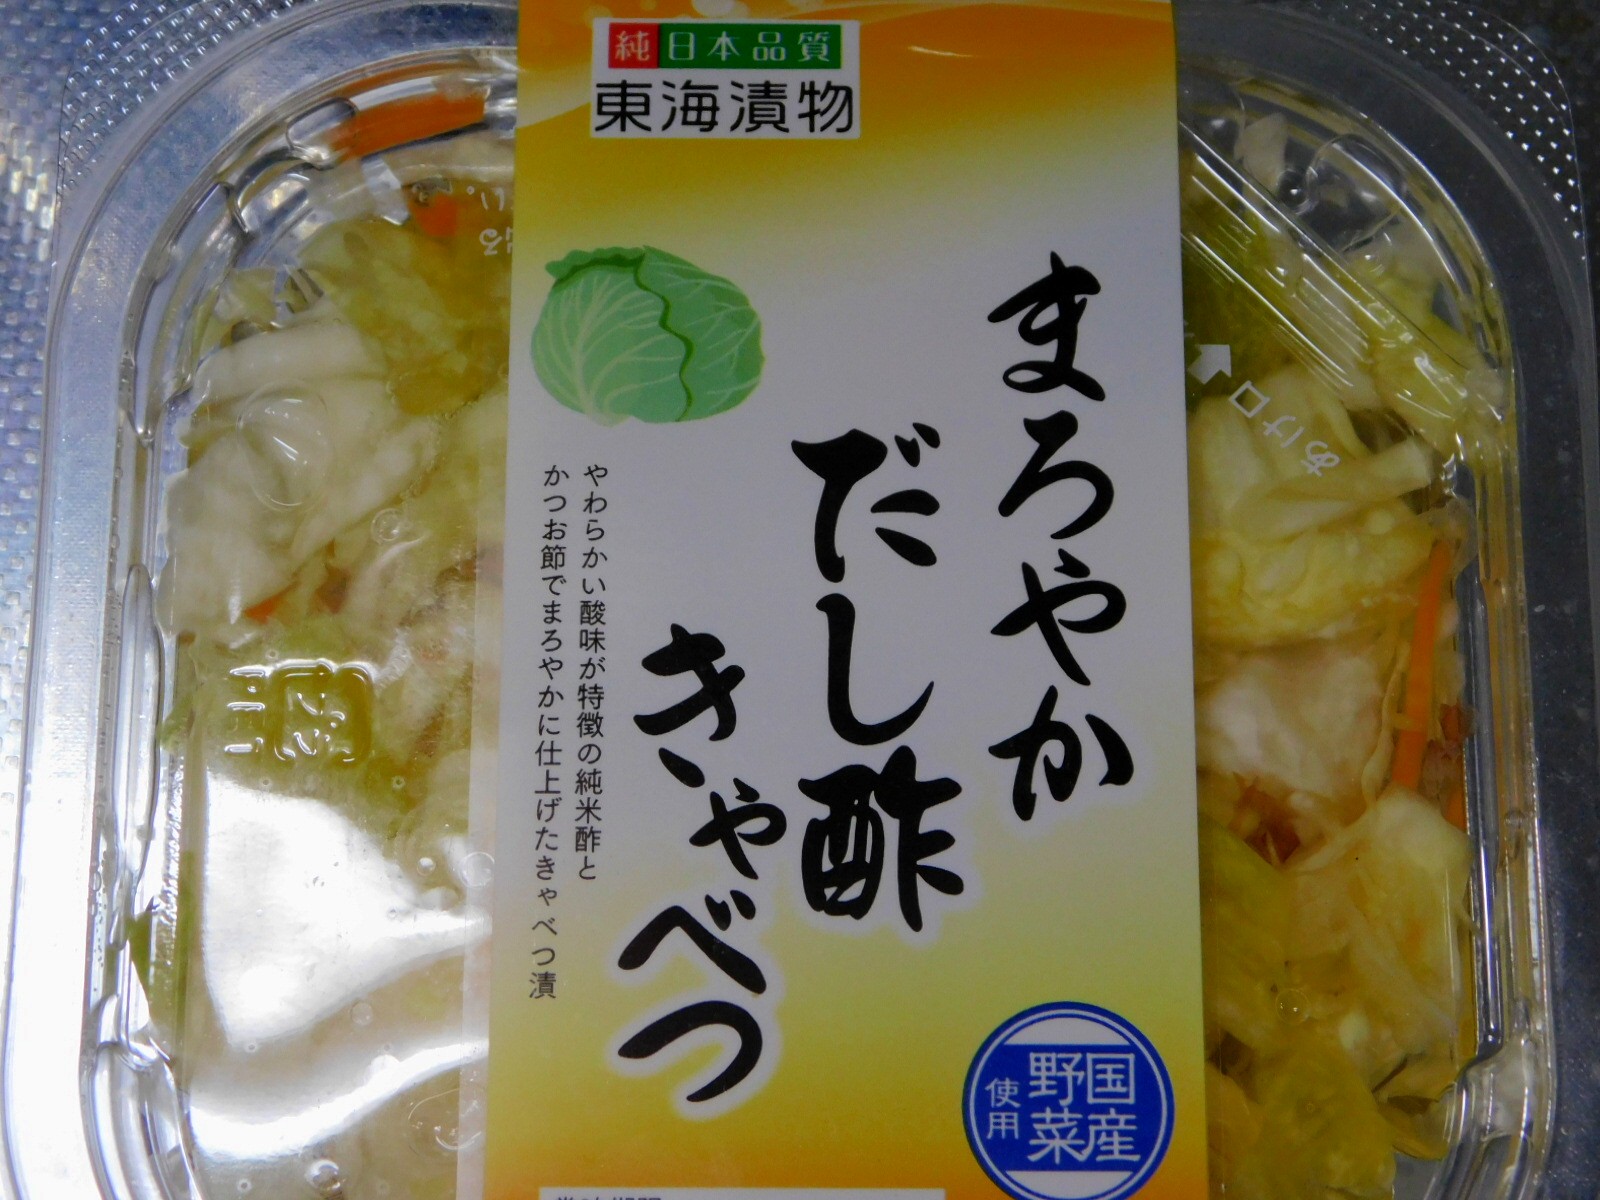 純日本品質
東海漬物
まろやか
だし酢
きゃべつ
やわらかい酸味が特徴の純米酢と
かつお節でまろやかに仕上げたきゃべつ漬
あけ口
国産
野菜
使用